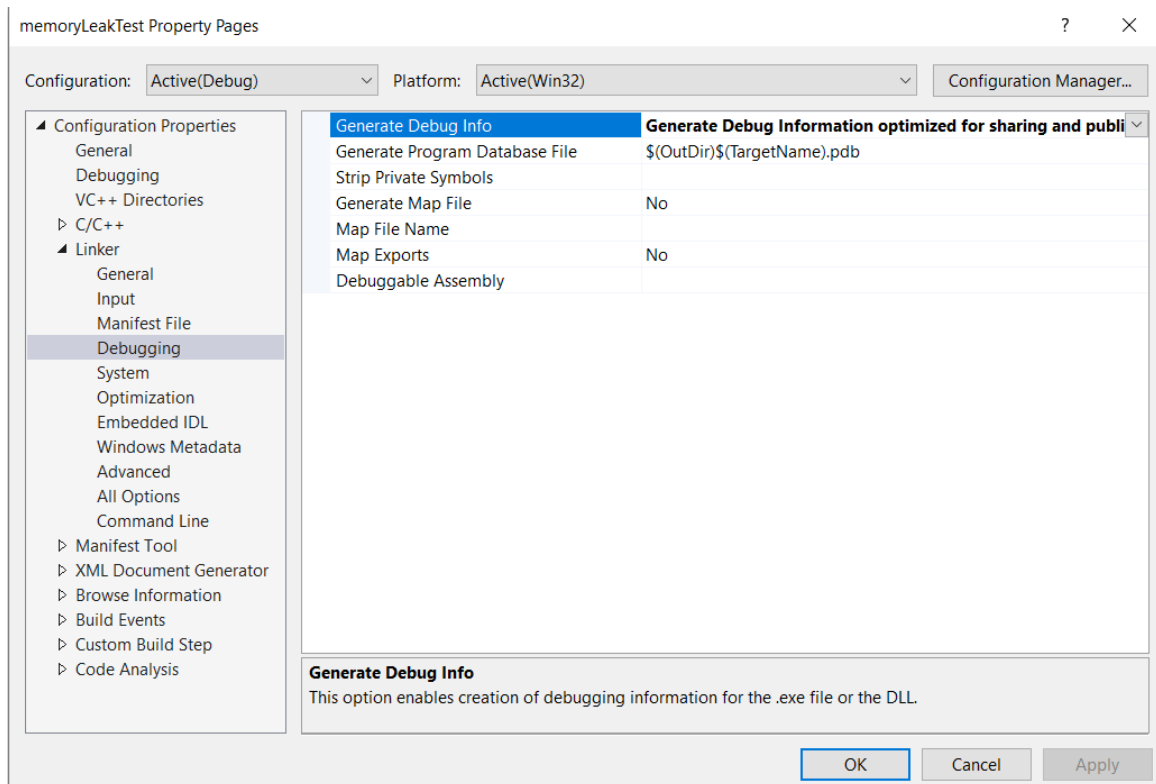 memoryLeakTest Property Pages
?
Configuration: Active(Debug) Platform: Active(Win32) Configuration Manager...
Configuration Properties
General
Debugging
VC++ Directories
C/C++
Linker
General
Input
Manifest File
Debugging
System
Optimization
Embedded IDL
Windows Metadata
Advanced
All Options
Command Line
Manifest Tool
XML Document Generator
Browse Information
Build Events
Custom Build Step
Code Analysis
Generate Debug Info Generate Debug Information optimized for sharing and publi
Generate Program Database File $(OutDir)$(TargetName).pdb
Strip Private Symbols
Generate Map File No
Map File Name
Map Exports No
Debuggable Assembly
Generate Debug Info
This option enables creation of debugging information for the .exe file or the DLL.
OK Cancel Apply